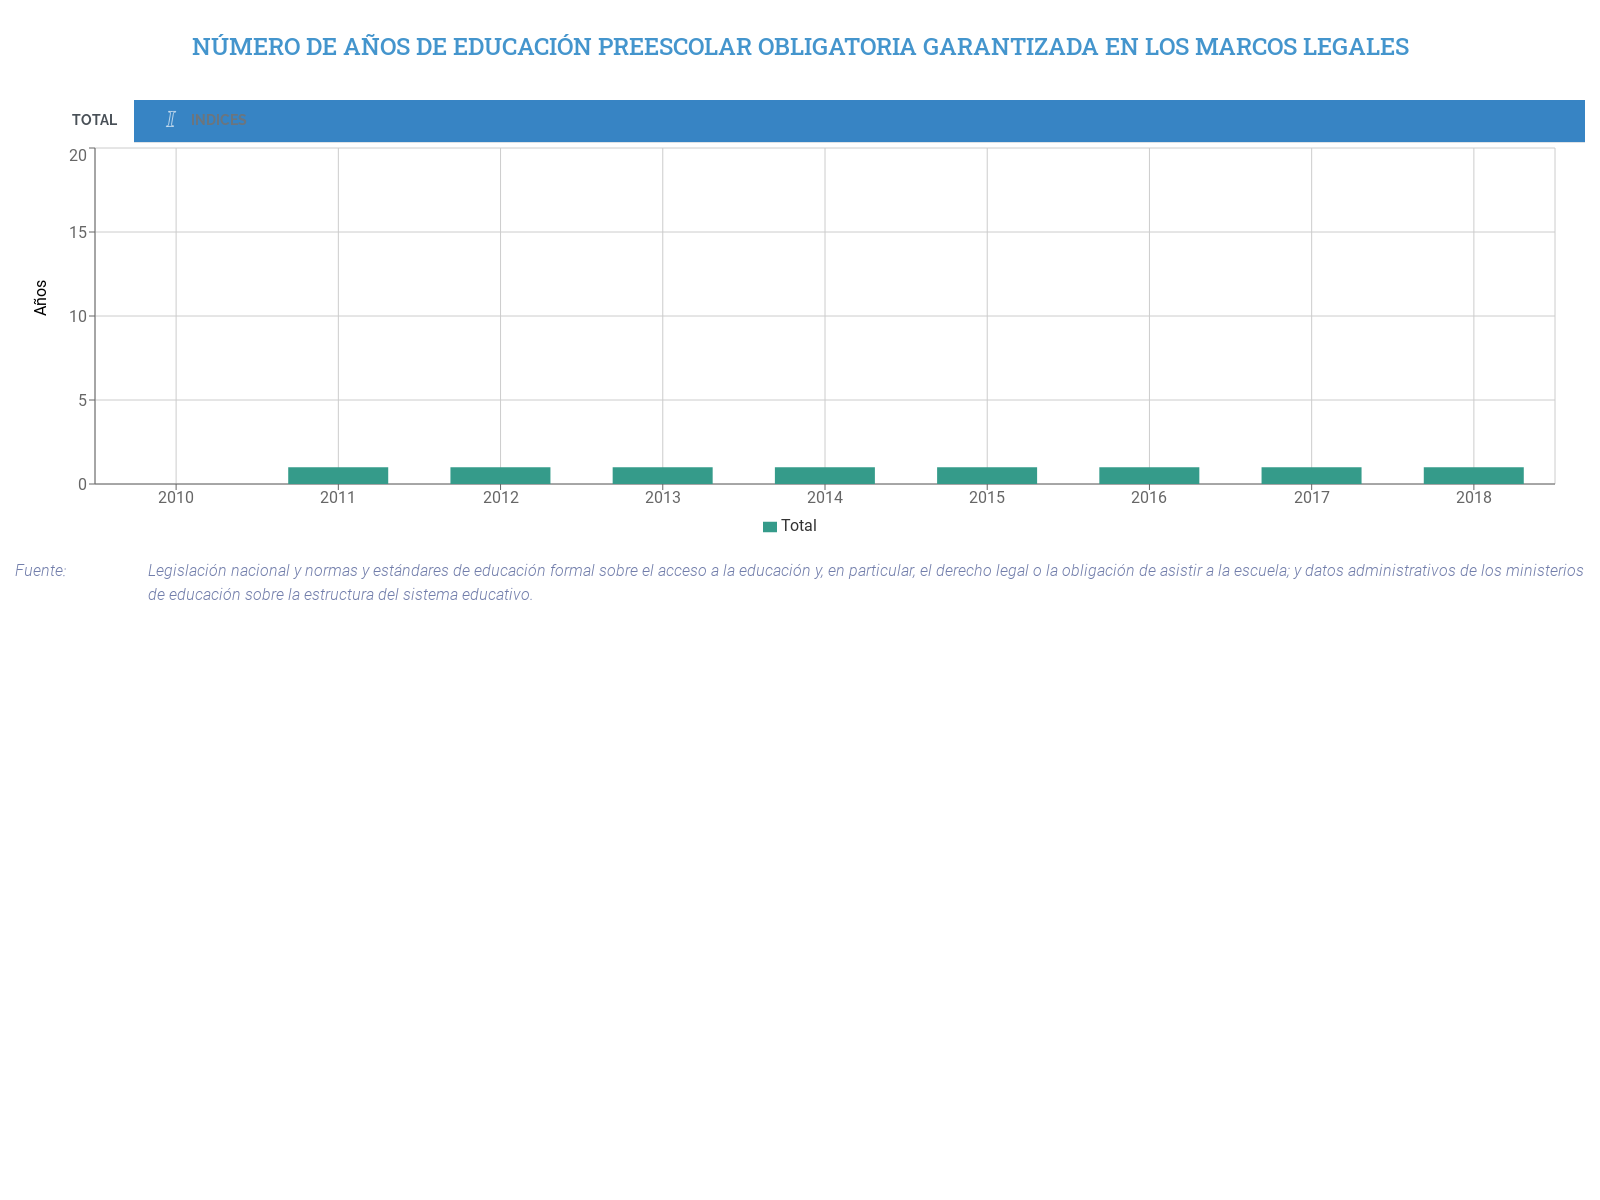 NÚMERO DE AÑOS DE EDUCACIÓN PREESCOLAR OBLIGATORIA GARANTIZADA EN LOS MARCOS LEGALES
TOTAL
INDICES
20
15
10
5
0
Años
2010 2011 2012 2013 2014 2015 2016 2017 2018
Total
Fuente: Legislación nacional y normas y estándares de educación formal sobre el acceso a la educación y, en particular, el derecho legal o la obligación de asistir a la escuela; y datos administrativos de los ministerios
de educación sobre la estructura del sistema educativo.